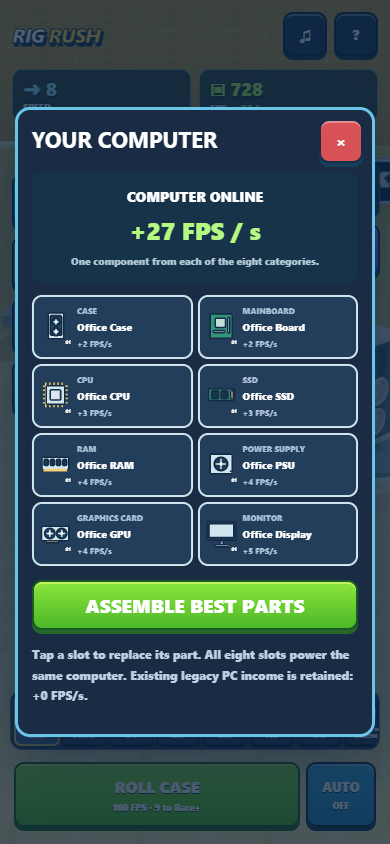 RIG RUSH
♫
?
→ 8
728
SPEED
YOUR COMPUTER
×
COMPUTER ONLINE
+27 FPS / s
One component from each of the eight categories.
CASE
Office Case
+2 FPS/s
MAINBOARD
Office Board
+2 FPS/s
CPU
Office CPU
+3 FPS/s
SSD
Office SSD
+3 FPS/s
RAM
Office RAM
+4 FPS/s
POWER SUPPLY
Office PSU
+4 FPS/s
GRAPHICS CARD
Office GPU
+4 FPS/s
MONITOR
Office Display
+5 FPS/s
ASSEMBLE BEST PARTS
Tap a slot to replace its part. All eight slots power the
same computer. Existing legacy PC income is retained:
+0 FPS/s.
ROLL CASE
100 FPS · 9 to Rare+
AUTO
OFF